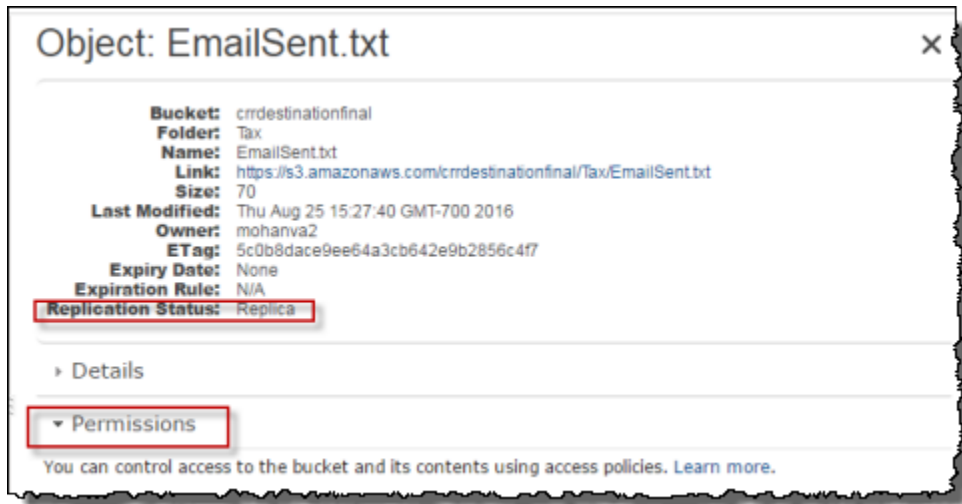 Object: EmailSent.txt
Bucket: crrdestinationfinal
Folder: Tax
Name: EmailSent.txt
Link: https://s3.amazonaws.com/crrdestinationfinal/Tax/EmailSent.txt
Size: 70
Last Modified: Thu Aug 25 15:27:40 GMT-700 2016
Owner: mohanva2
ETag: 5c0b8dace9ee64a3cb642e9b2856c4f7
Expiry Date: None
Expiration Rule: N/A
Replication Status: Replica
Details
Permissions
You can control access to the bucket and its contents using access policies. Learn more.